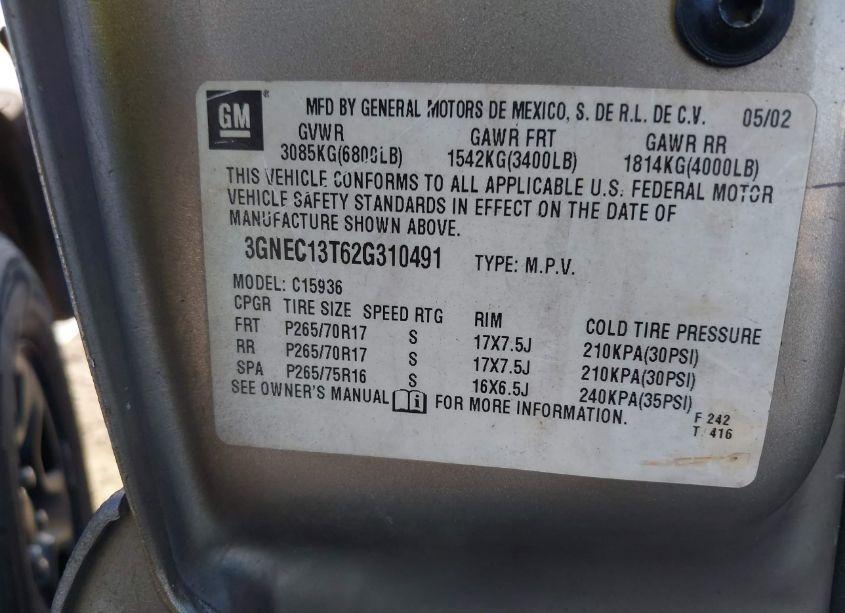 GM ® MFD BY GENERAL MOTORS DE MEXICO, S. DE R.L. DE C.V. 05/02
GVWR GAWR FRT GAWR RR
3085KG(6800LB) 1542KG(3400LB) 1814KG(4000LB)
THIS VEHICLE CONFORMS TO ALL APPLICABLE U.S. FEDERAL MOTOR
VEHICLE SAFETY STANDARDS IN EFFECT ON THE DATE OF
MANUFACTURE SHOWN ABOVE.
3GNEC13T62G310491 TYPE: M.P.V.
MODEL: C15936
CPGR TIRE SIZE SPEED RTG RIM COLD TIRE PRESSURE
FRT P265/70R17 S 17X7.5J 210KPA(30PSI)
RR P265/70R17 S 17X7.5J 210KPA(30PSI)
SPA P265/75R16 S 16X6.5J 240KPA(35PSI)
SEE OWNER'S MANUAL FOR MORE INFORMATION.
F 242
T 416